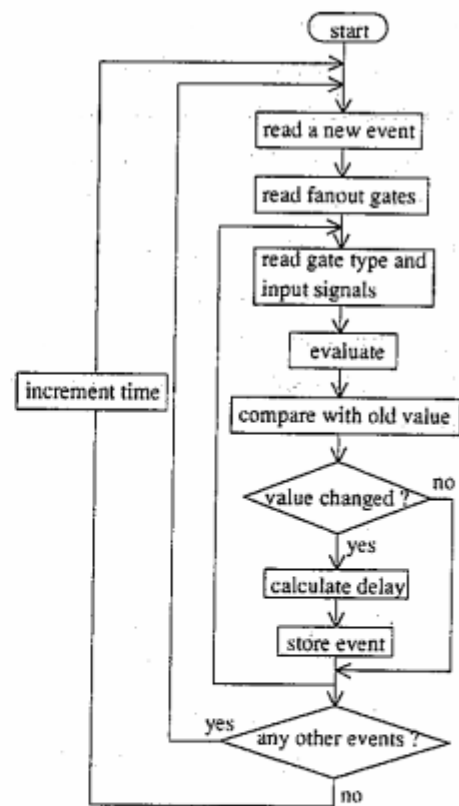 start
read a new event
read fanout gates
read gate type and
input signals
evaluate
increment time
compare with old value
value changed ?
no
yes
calculate delay
store event
yes
any other events ?
no